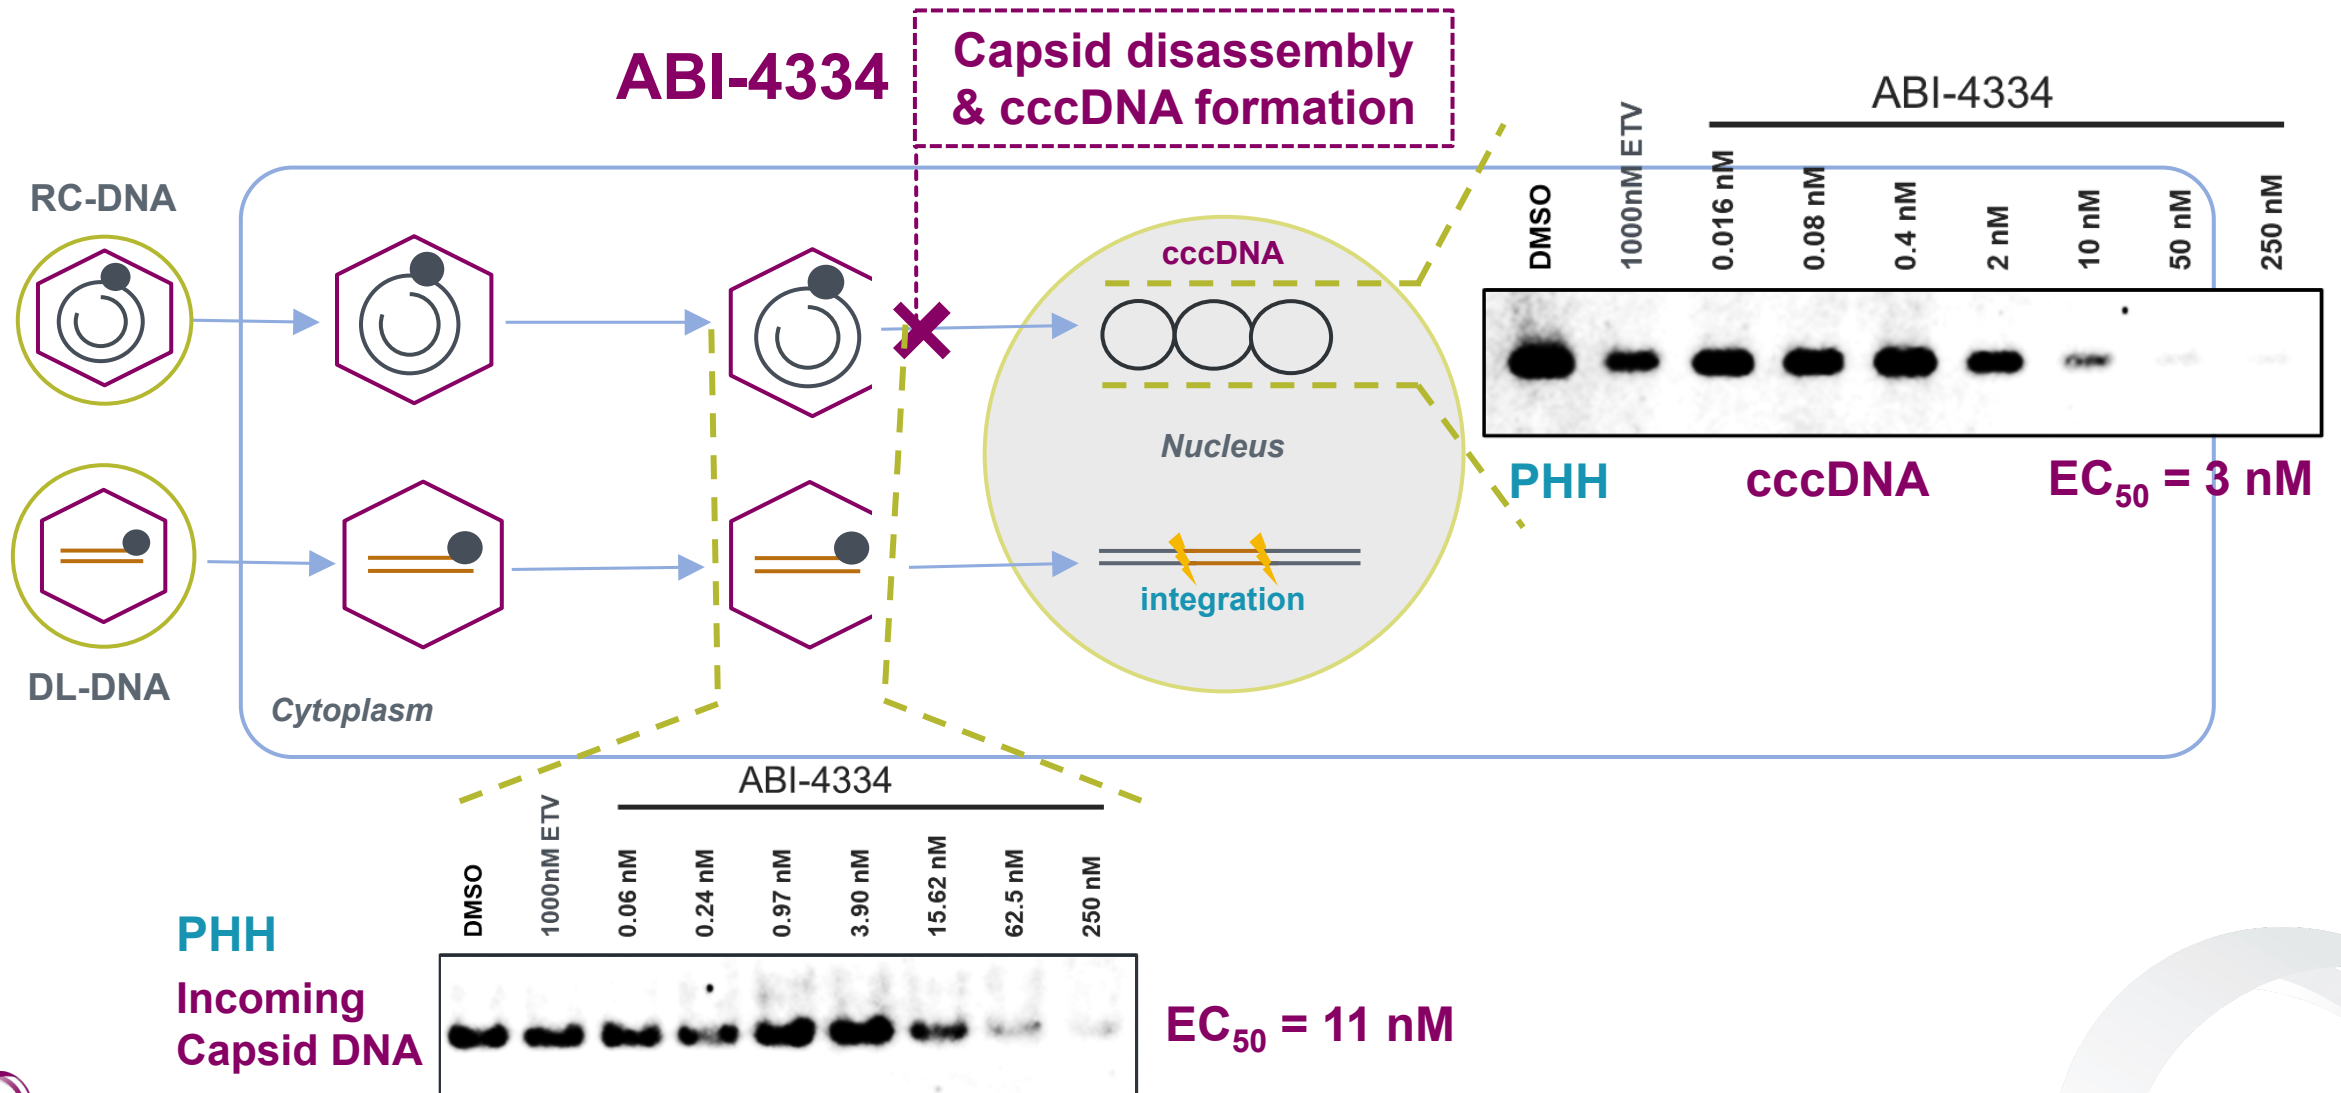 ABI-4334
Capsid disassembly
& cccDNA formation
RC-DNA
DL-DNA
Cytoplasm
cccDNA
Nucleus
integration
ABI-4334
DMSO
1000nM ETV
0.016 nM
0.08 nM
0.4 nM
2 nM
10 nM
50 nM
250 nM
PHH
cccDNA
EC50 = 3 nM
ABI-4334
DMSO
1000nM ETV
0.06 nM
0.24 nM
0.97 nM
3.90 nM
15.62 nM
62.5 nM
250 nM
PHH
Incoming
Capsid DNA
EC50 = 11 nM